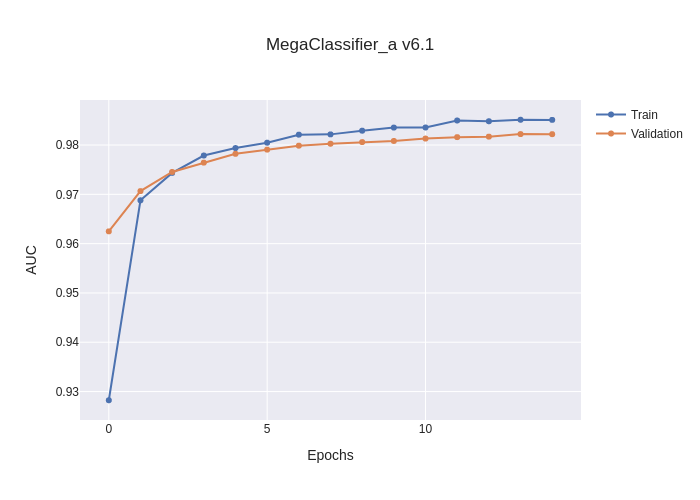 MegaClassifier_a v6.1
Train
Validation
0.98
0.97
0.96
0.95
0.94
0.93
AUC
0
5
10
Epochs